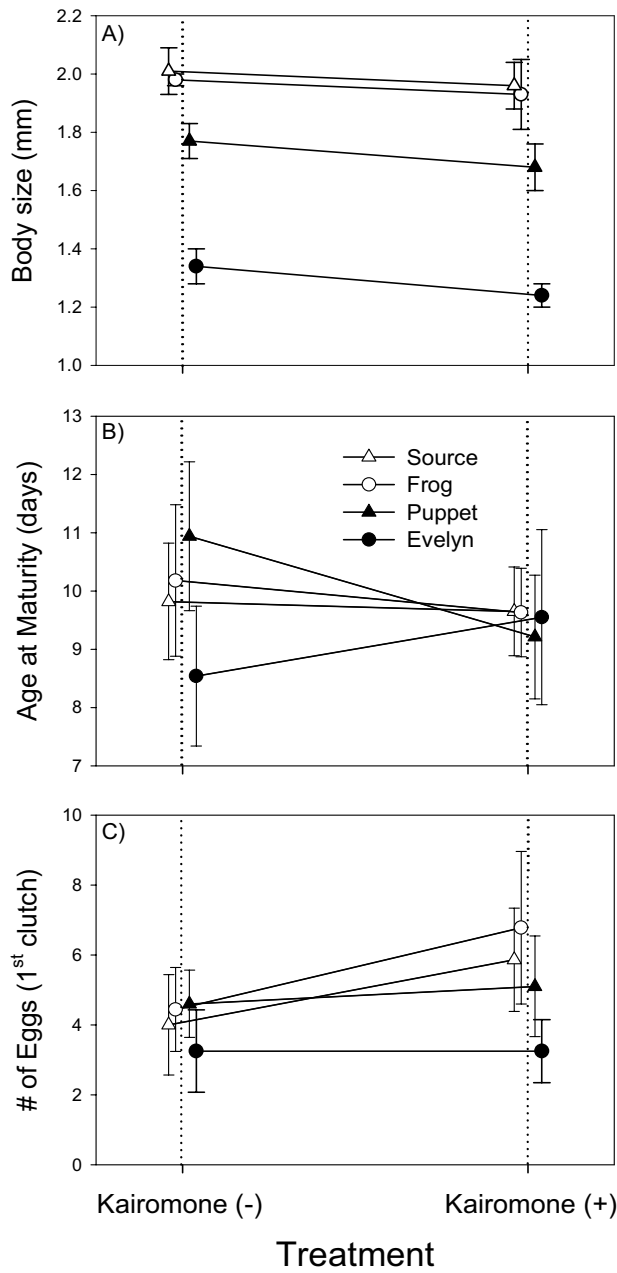 A)
2.2
2.0
1.8
1.6
1.4
1.2
1.0
Body size (mm)
B)
13
12
11
10
9
8
7
Age at Maturity (days)
Source
Frog
Puppet
Evelyn
C)
10
8
6
4
2
0
# of Eggs (1st clutch)
Kairomone (-) Kairomone (+)
Treatment